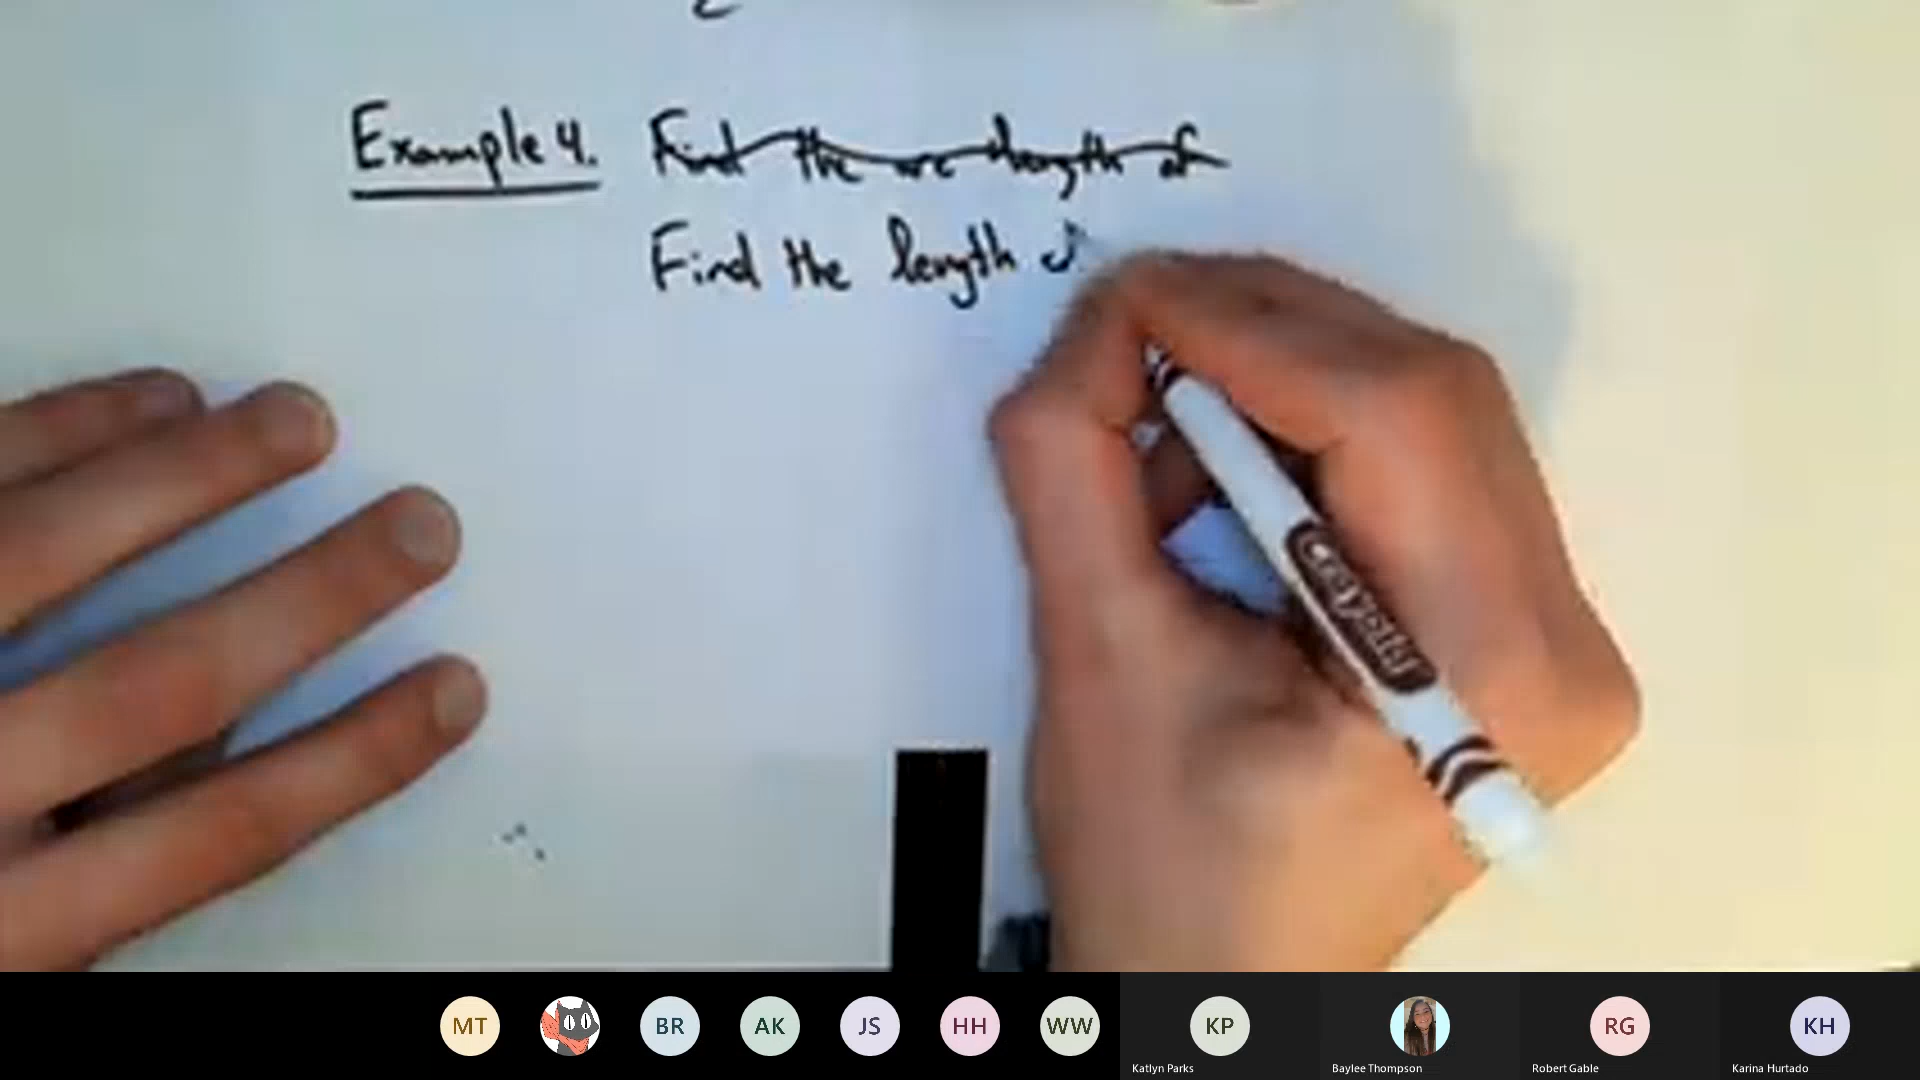 Example 4. Find the arc length of
Find the length of
Crayola
MT
BR
AK
JS
HH
WW
KP
RG
KH
Katlyn Parks
Baylee Thompson
Robert Gable
Karina Hurtado